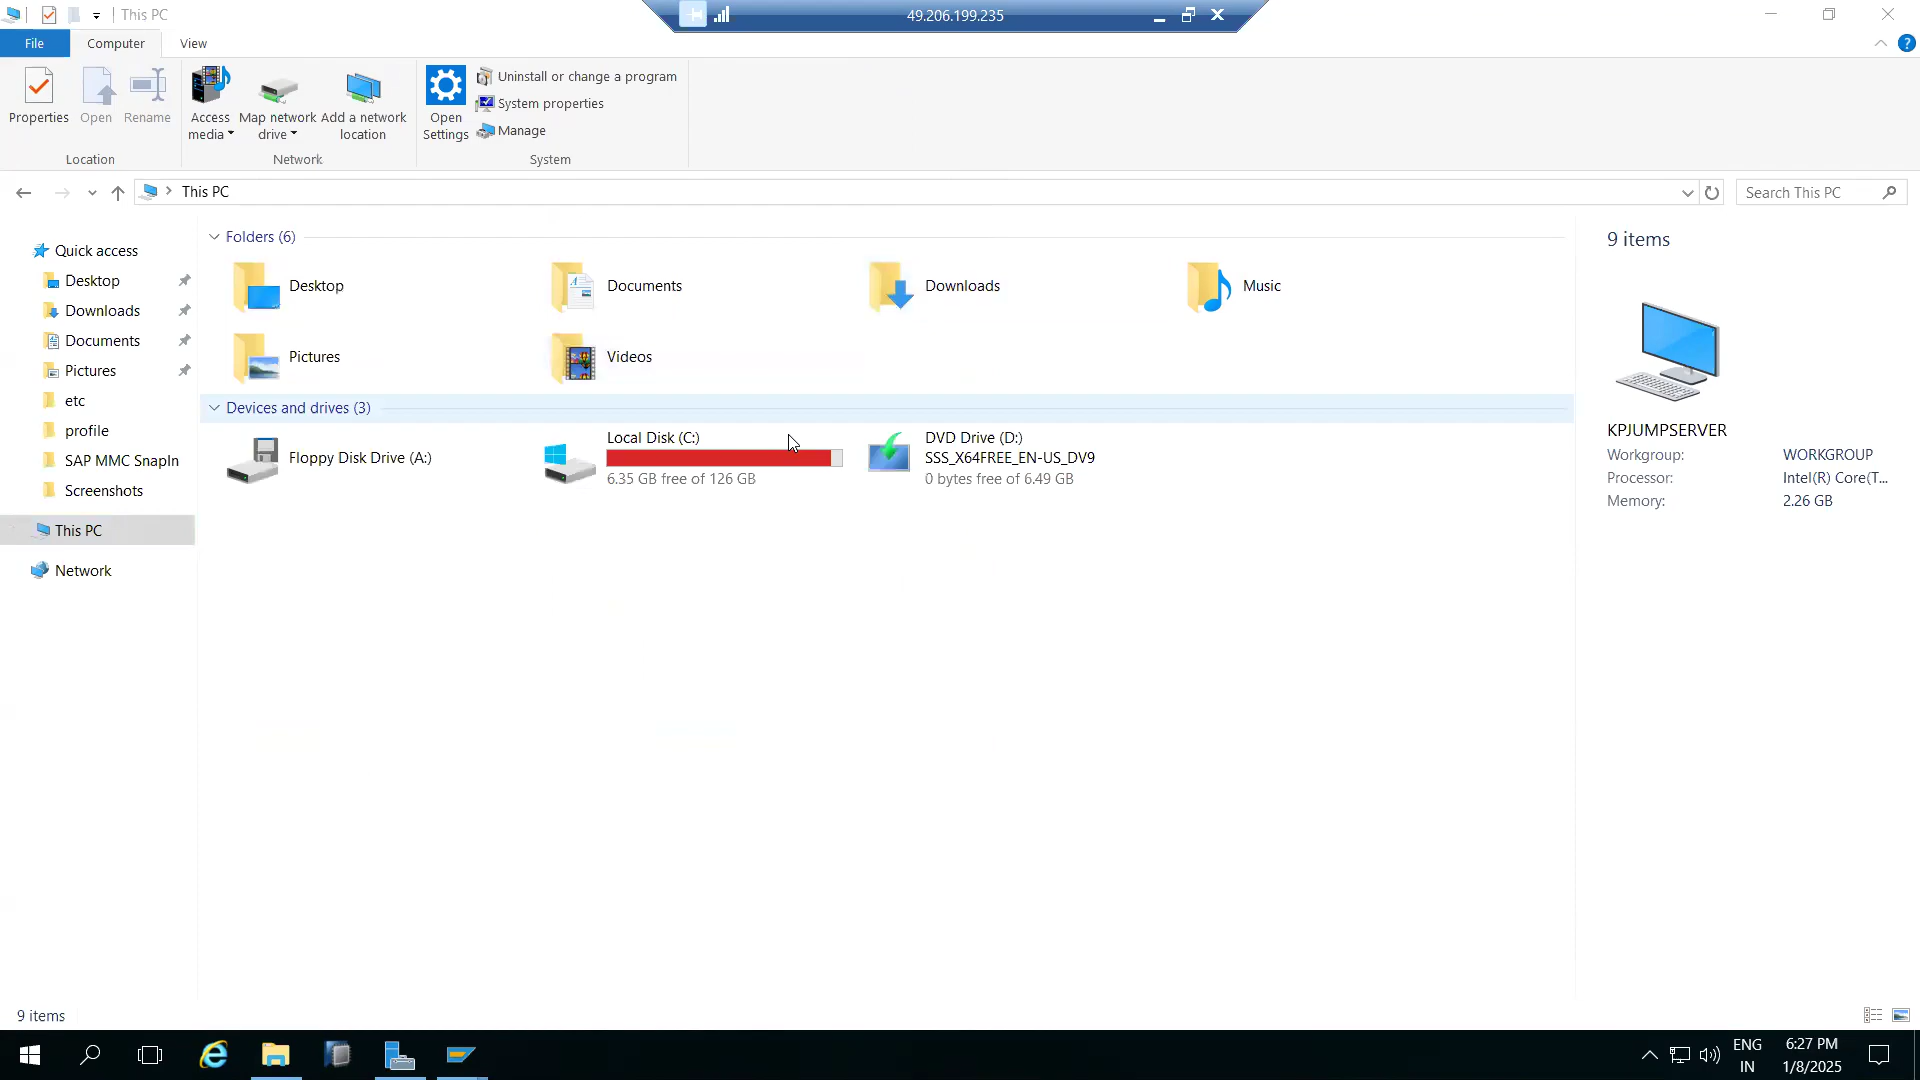 This PC
49.206.199.235
File
Computer
View
Properties
Open
Rename
Access
media
Map network
drive
Add a network
location
Open
Settings
Uninstall or change a program
System properties
Manage
Location
Network
System
This PC
Search This PC
Quick access
Desktop
Downloads
Documents
Pictures
etc
profile
SAP MMC SnapIn
Screenshots
This PC
Network
Folders (6)
Desktop
Documents
Downloads
Music
Pictures
Videos
Devices and drives (3)
Floppy Disk Drive (A:)
Local Disk (C:)
6.35 GB free of 126 GB
DVD Drive (D:)
SSS_X64FREE_EN-US_DV9
0 bytes free of 6.49 GB
9 items
KPJUMPSERVER
Workgroup: WORKGROUP
Processor: Intel(R) Core(T...
Memory: 2.26 GB
9 items
ENG
IN
6:27 PM
1/8/2025